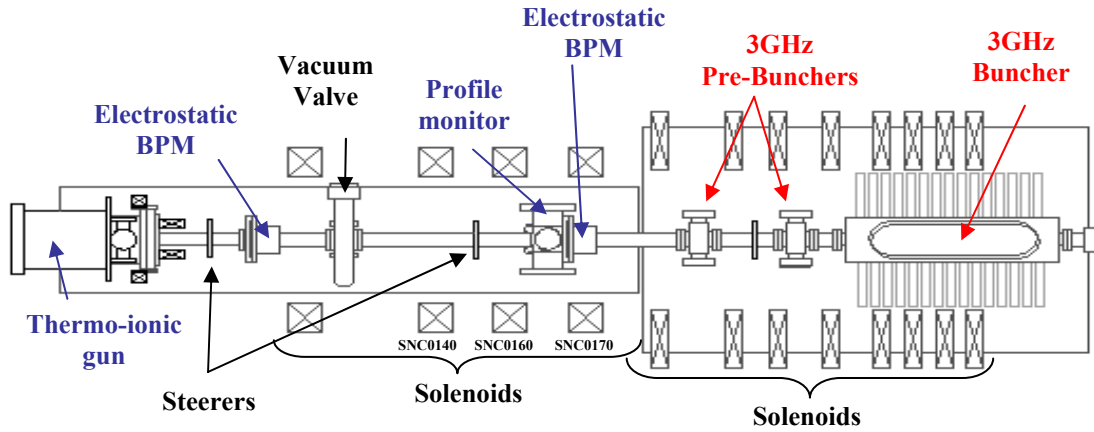 Electrostatic
BPM
3GHz
Pre-Bunchers
3GHz
Buncher
Vacuum
Valve
Profile
monitor
Electrostatic
BPM
Thermo-ionic
gun
SNC0140
SNC0160
SNC0170
Steerers
Solenoids
Solenoids